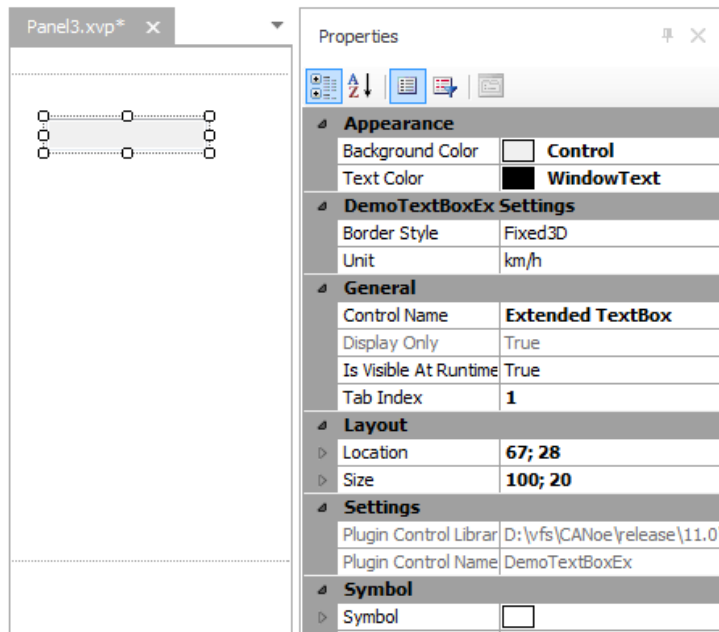 Panel3.xvp*
Properties
Appearance
Background Color Control
Text Color WindowText
DemoTextBoxEx Settings
Border Style Fixed3D
Unit km/h
General
Control Name Extended TextBox
Display Only True
Is Visible At Runtime True
Tab Index 1
Layout
Location 67; 28
Size 100; 20
Settings
Plugin Control Librar D:\vfs\CANoe\release\11.0\
Plugin Control Name DemoTextBoxEx
Symbol
Symbol